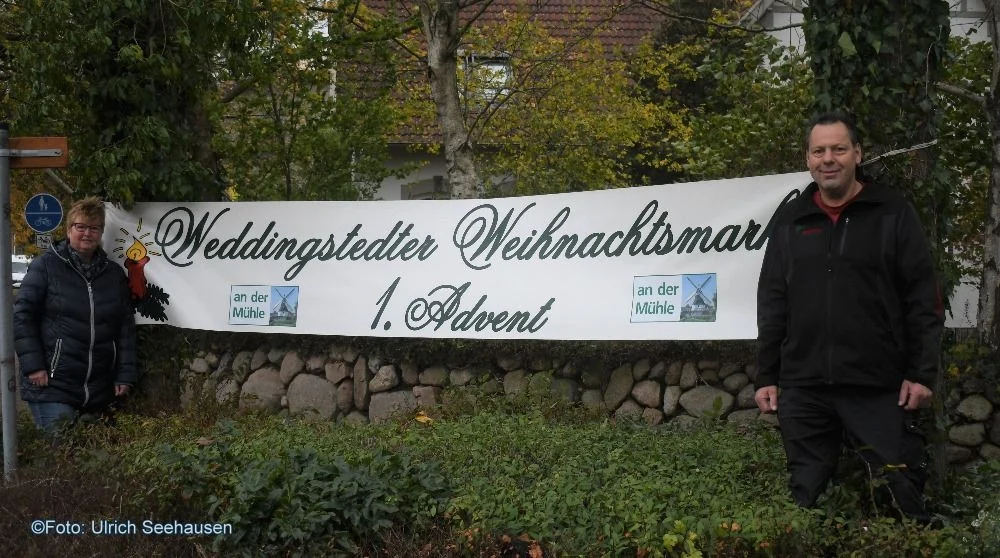 Weddingstedter Weihnachtsmark
1. Advent
an der
Mühle
an der
Mühle
©Foto: Ulrich Seehausen